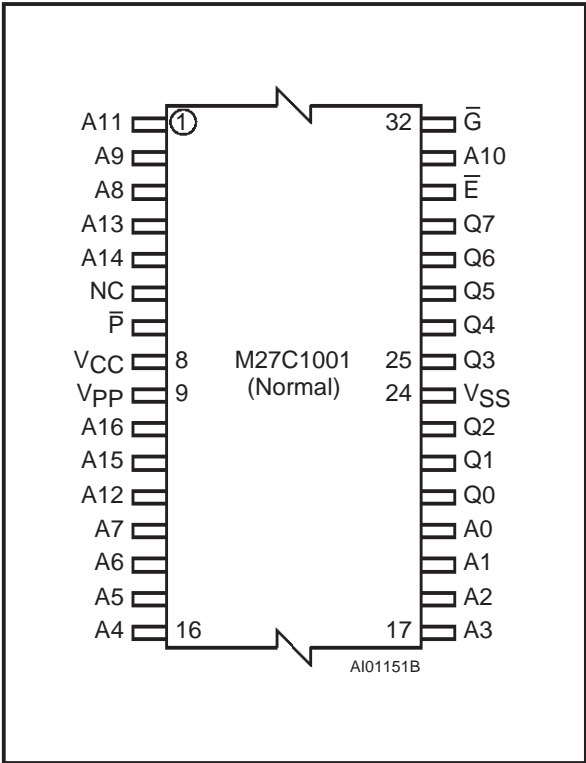 A11 1 32 G̅
A9 A10
A8 E̅
A13 Q7
A14 Q6
NC Q5
P̅ Q4
VCC 8 M27C1001 25 Q3
VPP 9 (Normal) 24 VSS
A16 Q2
A15 Q1
A12 Q0
A7 A0
A6 A1
A5 A2
A4 16 17 A3
AI01151B